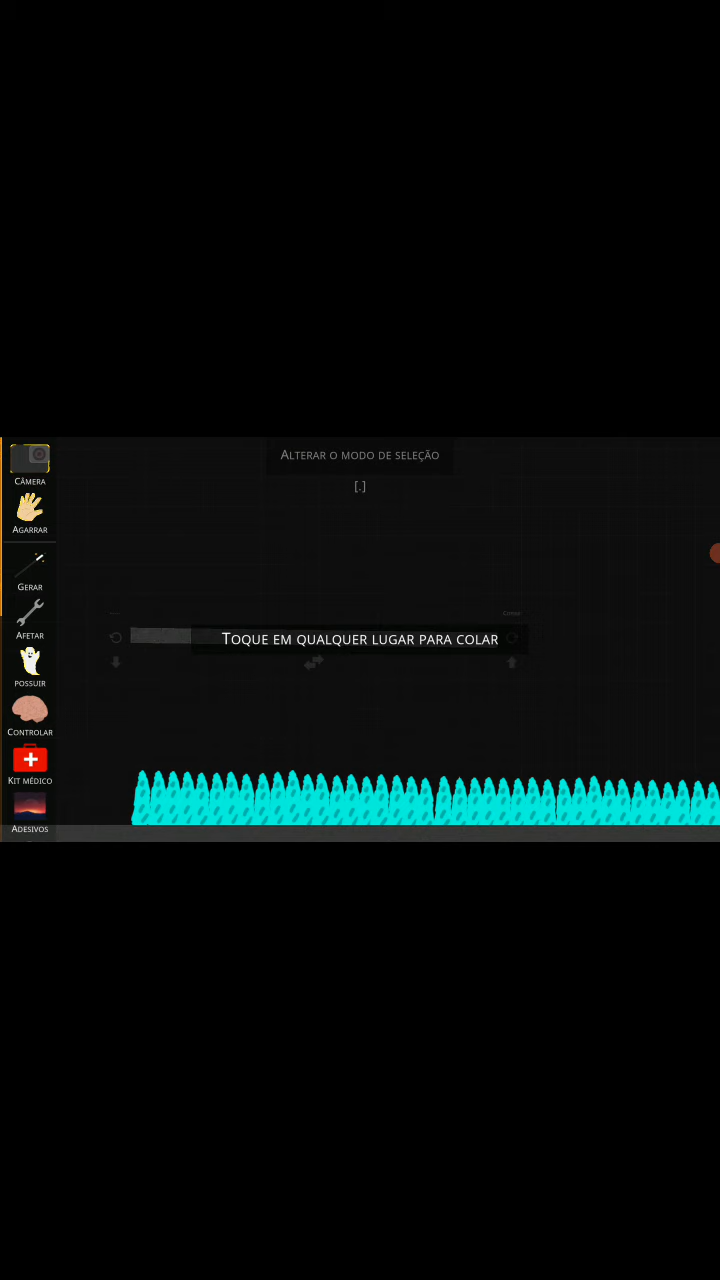 Alterar o modo de seleção
[.]
Câmera
Agarrar
Gerar
Toque em qualquer lugar para colar
Afetar
possuir
Controlar
Kit médico
Adesivos